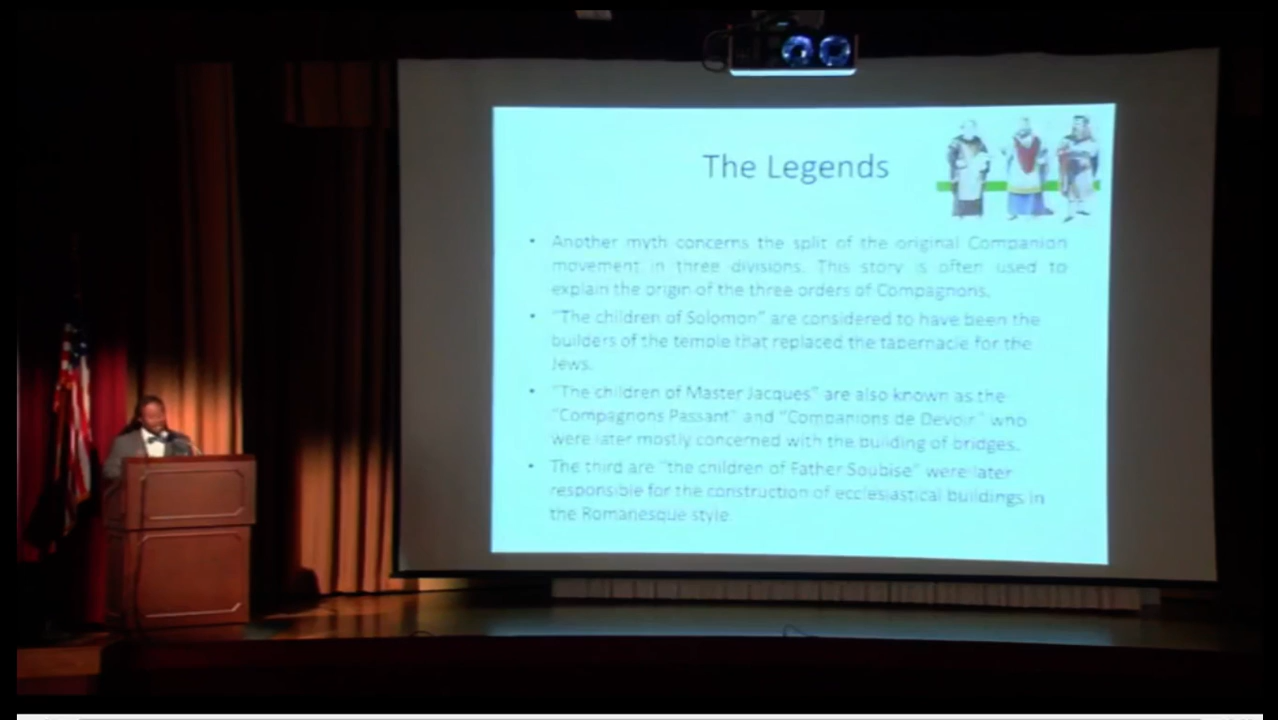 The Legends
• Another myth concerns the split of the original Companion
movement in three divisions. This story is often used to
explain the origin of the three orders of Compagnons.
• "The children of Solomon" are considered to have been the
builders of the temple that replaced the tabernacle for the
Jews.
• "The children of Master Jacques" are also known as the
"Compagnons Passant" and "Companions de Devoir" who
were later mostly concerned with the building of bridges.
• The third are "the children of Father Soubise" were later
responsible for the construction of ecclesiastical buildings in
the Romanesque style.